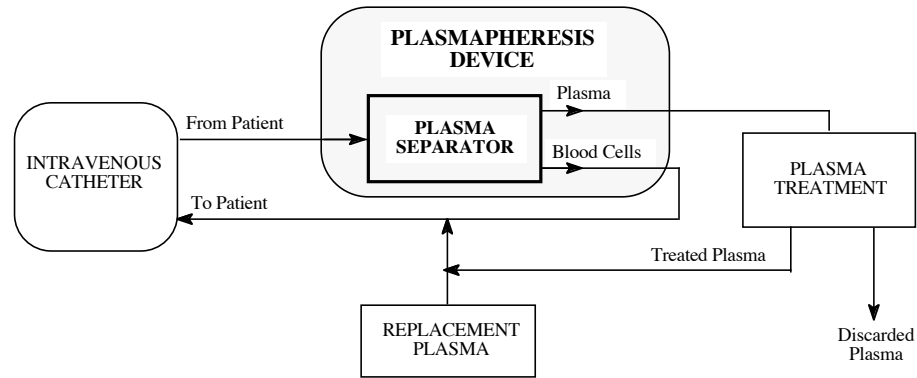 PLASMAPHERESIS
DEVICE
Plasma
From Patient
PLASMA
SEPARATOR
Blood Cells
INTRAVENOUS
CATHETER
PLASMA
TREATMENT
To Patient
Treated Plasma
REPLACEMENT
PLASMA
Discarded
Plasma